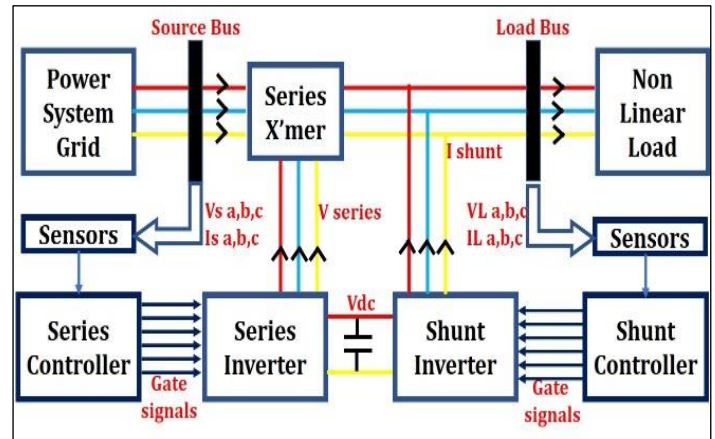 Source Bus
Load Bus
Power
System
Grid
Series
X'mer
Non
Linear
Load
I shunt
Vs a,b,c
Is a,b,c
V series
VL a,b,c
IL a,b,c
Sensors
Sensors
Vdc
Series
Controller
Series
Inverter
Shunt
Inverter
Shunt
Controller
Gate
signals
Gate
signals